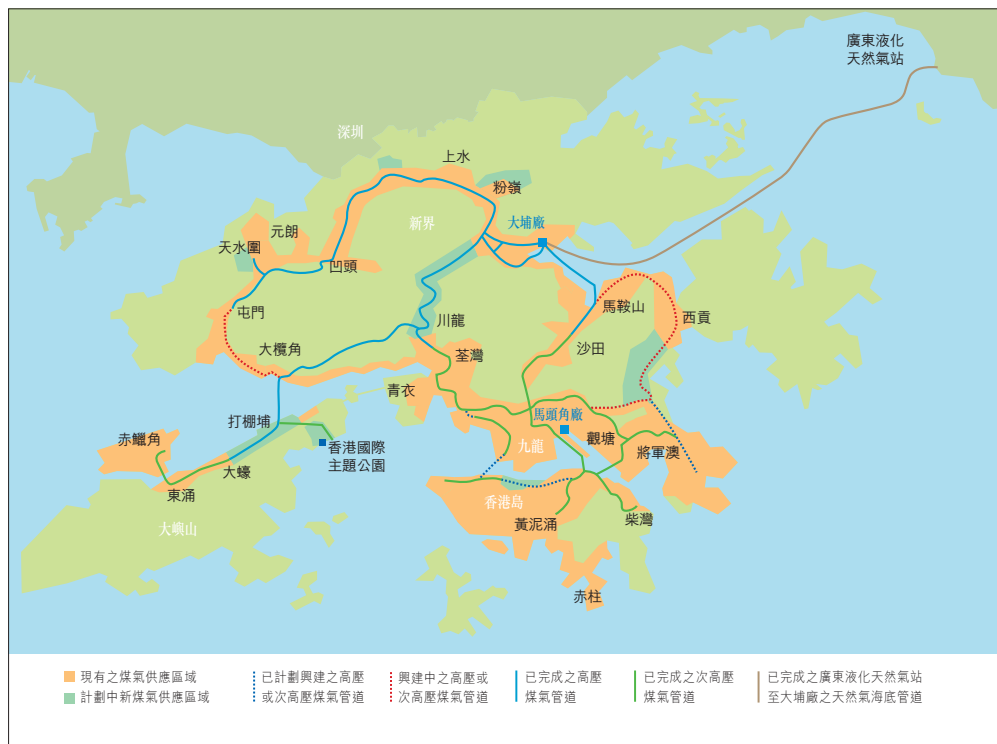 廣東液化
天然氣站
深圳
上水
粉嶺
新界
大埔廠
元朗
天水圍
凹頭
屯門
馬鞍山
西貢
川龍
大欖角
沙田
荃灣
青衣
打棚埔
馬頭角廠
赤鱲角
香港國際
主題公園
九龍
觀塘
將軍澳
大蠔
東涌
香港島
大嶼山
黃泥涌
柴灣
赤柱
現有之煤氣供應區域
計劃中新煤氣供應區域
已計劃興建之高壓
或次高壓煤氣管道
興建中之高壓或
次高壓煤氣管道
已完成之高壓
煤氣管道
已完成之次高壓
煤氣管道
已完成之廣東液化天然氣站
至大埔廠之天然氣海底管道